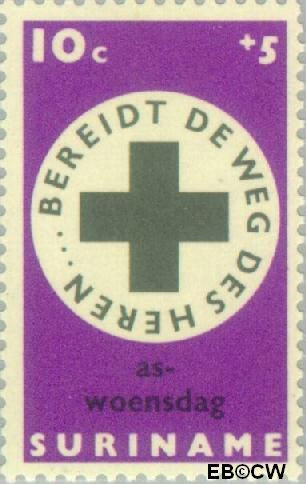 10c +5
BEREIDT DE WEG DES HEREN...
as-
woensdag
SURINAME
EB©CW